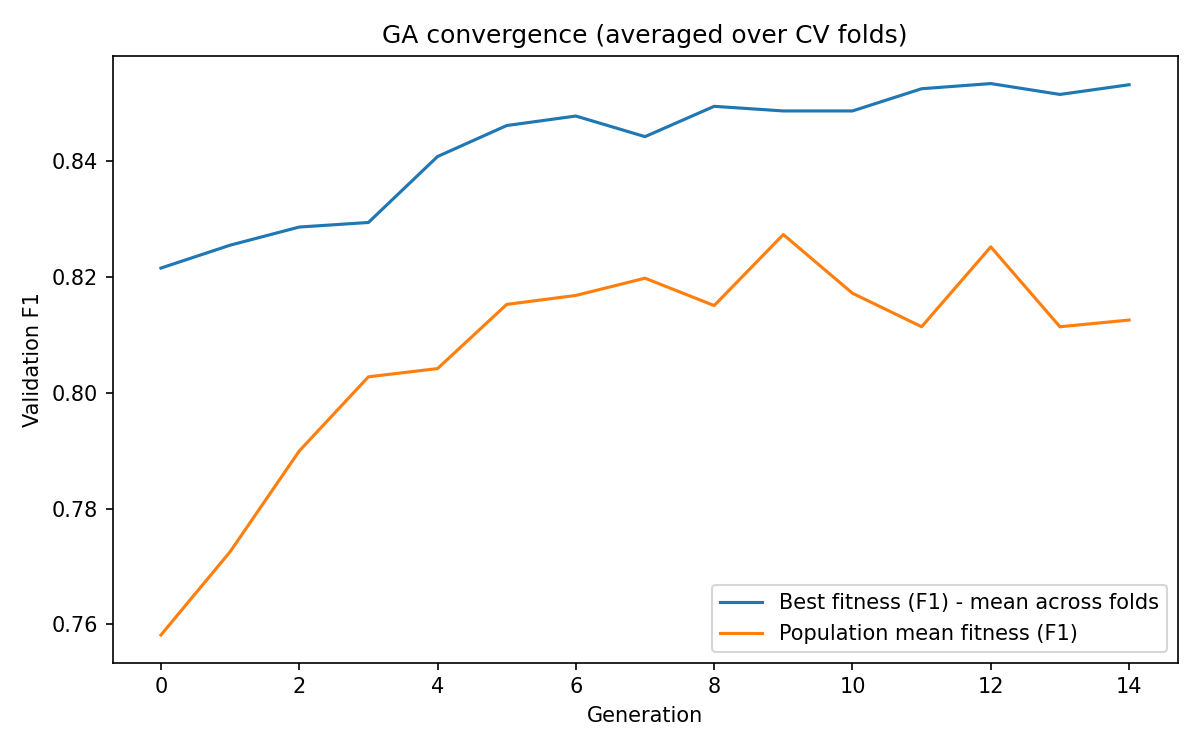 GA convergence (averaged over CV folds)
Validation F1
0.84
0.82
0.80
0.78
0.76
Best fitness (F1) - mean across folds
Population mean fitness (F1)
0 2 4 6 8 10 12 14
Generation